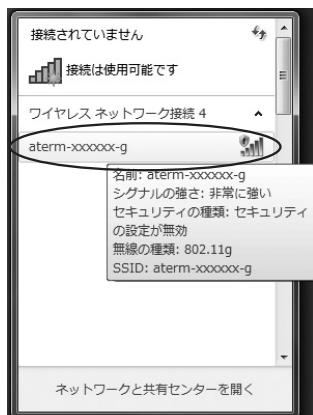 接続されていません
接続は使用可能です
ワイヤレス ネットワーク接続 4
aterm-xxxxxx-g
名前: aterm-xxxxxx-g
シグナルの強さ: 非常に強い
セキュリティの種類: セキュリティ
の設定が無効
無線の種類: 802.11g
SSID: aterm-xxxxxx-g
ネットワークと共有センターを開く